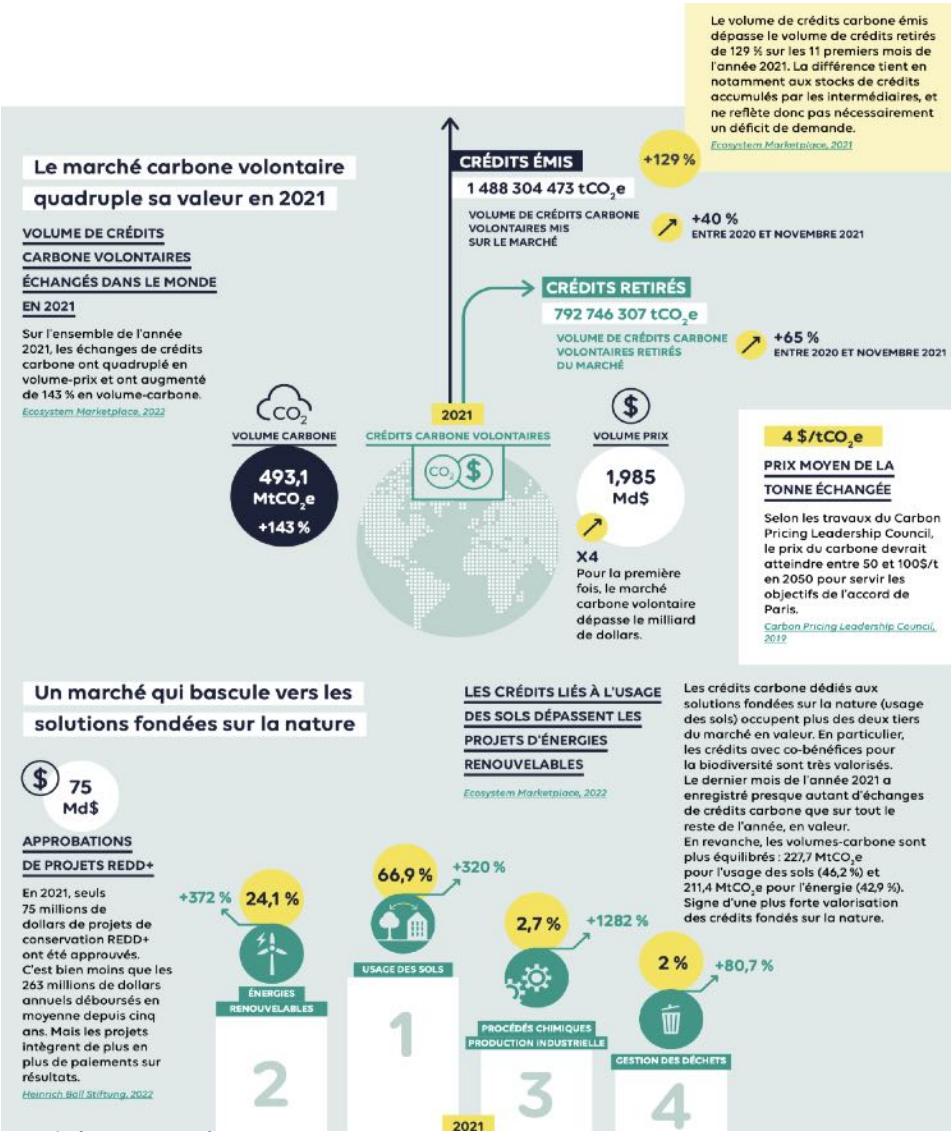 Le volume de crédits carbone émis
dépasse le volume de crédits retirés
de 129 % sur les 11 premiers mois de
l'année 2021. La différence tient en
notamment aux stocks de crédits
accumulés par les intermédiaires, et
ne reflète donc pas nécessairement
un déficit de demande.
Ecosystem Marketplace, 2021
+129 %
Le marché carbone volontaire
quadruple sa valeur en 2021
VOLUME DE CRÉDITS
CARBONE VOLONTAIRES
ÉCHANGÉS DANS LE MONDE
EN 2021
Sur l'ensemble de l'année
2021, les échanges de crédits
carbone ont quadruplé en
volume-prix et ont augmenté
de 143 % en volume-carbone.
Ecosystem Marketplace, 2022
CRÉDITS ÉMIS
1 488 304 473 tCO2e
VOLUME DE CRÉDITS CARBONE
VOLONTAIRES MIS
SUR LE MARCHÉ
+40 %
ENTRE 2020 ET NOVEMBRE 2021
CRÉDITS RETIRÉS
792 746 307 tCO2e
VOLUME DE CRÉDITS CARBONE
VOLONTAIRES RETIRÉS
DU MARCHÉ
+65 %
ENTRE 2020 ET NOVEMBRE 2021
CO2
VOLUME CARBONE
493,1
MtCO2e
+143 %
2021
CRÉDITS CARBONE VOLONTAIRES
CO2 $
$
VOLUME PRIX
1,985
Md$
X4
Pour la première
fois, le marché
carbone volontaire
dépasse le milliard
de dollars.
4 $/tCO2e
PRIX MOYEN DE LA
TONNE ÉCHANGÉE
Selon les travaux du Carbon
Pricing Leadership Council,
le prix du carbone devrait
atteindre entre 50 et 100$/t
en 2050 pour servir les
objectifs de l'accord de
Paris.
Carbon Pricing Leadership Council,
2019
Un marché qui bascule vers les
solutions fondées sur la nature
$
75
Md$
APPROBATIONS
DE PROJETS REDD+
En 2021, seuls
75 millions de
dollars de projets de
conservation REDD+
ont été approuvés.
C'est bien moins que les
263 millions de dollars
annuels déboursés en
moyenne depuis cinq
ans. Mais les projets
intègrent de plus en
plus de paiements sur
résultats.
Heinrich Böll Stiftung, 2022
LES CRÉDITS LIÉS À L'USAGE
DES SOLS DÉPASSENT LES
PROJETS D'ÉNERGIES
RENOUVELABLES
Ecosystem Marketplace, 2022
Les crédits carbone dédiés aux
solutions fondées sur la nature (usage
des sols) occupent plus des deux tiers
du marché en valeur. En particulier,
les crédits avec co-bénéfices pour
la biodiversité sont très valorisés.
Le dernier mois de l'année 2021 a
enregistré presque autant d'échanges
de crédits carbone que sur tout le
reste de l'année, en valeur.
En revanche, les volumes-carbone sont
plus équilibrés : 227,7 MtCO2e
pour l'usage des sols (46,2 %) et
211,4 MtCO2e pour l'énergie (42,9 %).
Signe d'une plus forte valorisation
des crédits fondés sur la nature.
+372 %
24,1 %
ÉNERGIES
RENOUVELABLES
2
66,9 %
+320 %
USAGE DES SOLS
1
2,7 %
+1282 %
PROCÉDÉS CHIMIQUES
PRODUCTION INDUSTRIELLE
3
2 %
+80,7 %
GESTION DES DÉCHETS
4
2021